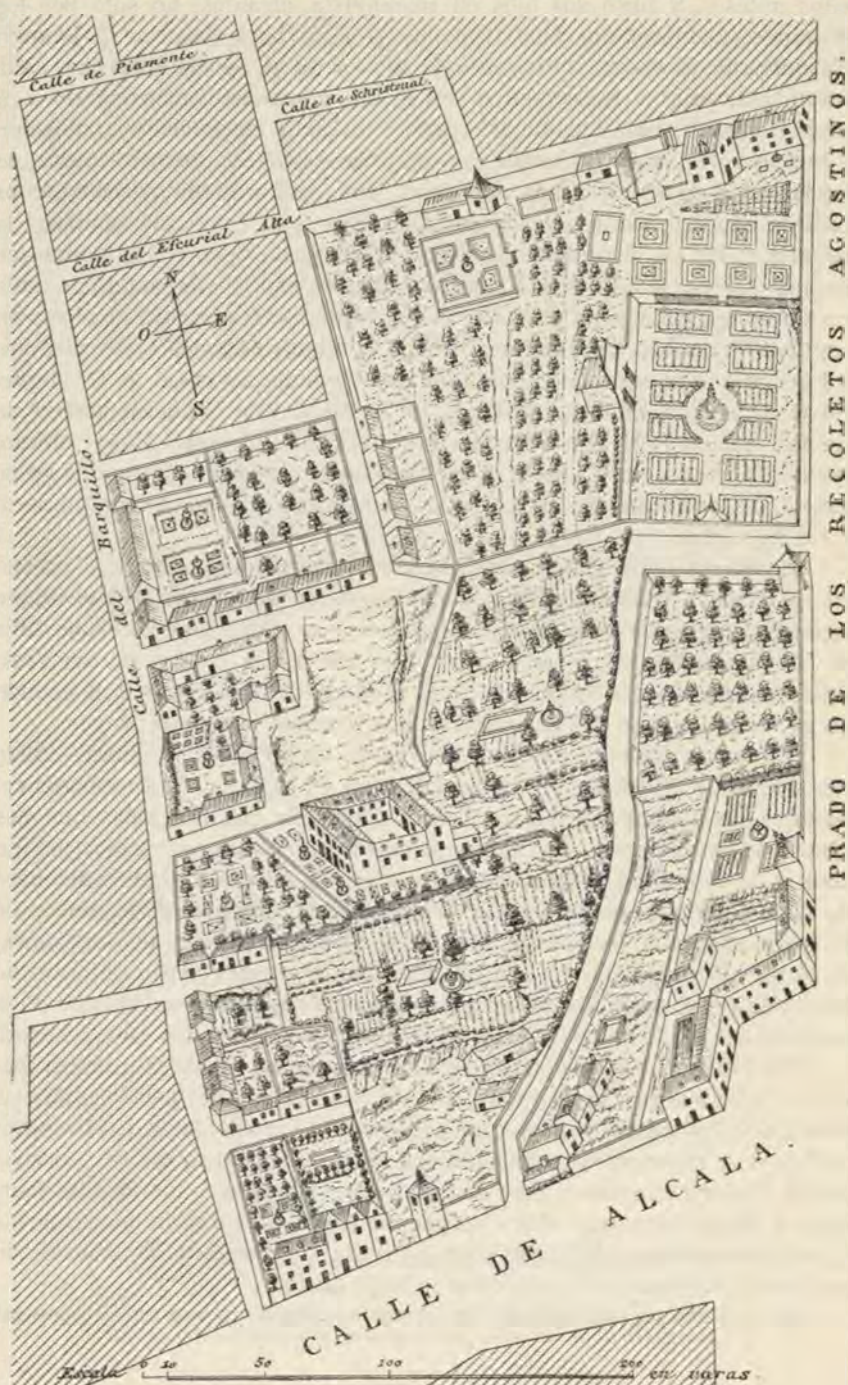 Calle de Piamonte.
Calle de Schristoual.
Calle del Escurial Alta
N
O E
S
Calle del Barquillo.
PRADO DE LOS RECOLETOS AGOSTINOS.
CALLE DE ALCALA.
Escala 0 10 50 100 200 en varas.